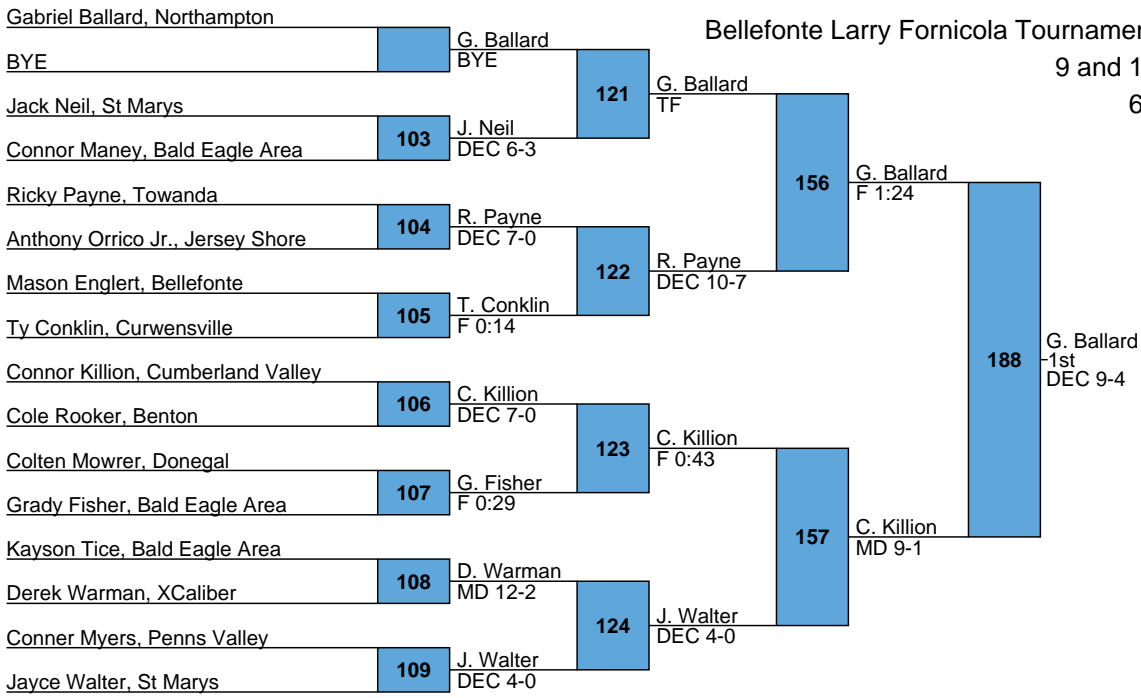 Bellefonte Larry Fornicola Tournamen
9 and 1
6
Gabriel Ballard, Northampton
BYE
Jack Neil, St Marys
Connor Maney, Bald Eagle Area
Ricky Payne, Towanda
Anthony Orrico Jr., Jersey Shore
Mason Englert, Bellefonte
Ty Conklin, Curwensville
Connor Killion, Cumberland Valley
Cole Rooker, Benton
Colten Mowrer, Donegal
Grady Fisher, Bald Eagle Area
Kayson Tice, Bald Eagle Area
Derek Warman, XCaliber
Conner Myers, Penns Valley
Jayce Walter, St Marys
103
104
105
106
107
108
109
G. Ballard
BYE
J. Neil
DEC 6-3
R. Payne
DEC 7-0
T. Conklin
F 0:14
C. Killion
DEC 7-0
G. Fisher
F 0:29
D. Warman
MD 12-2
J. Walter
DEC 4-0
121
122
123
124
G. Ballard
TF
R. Payne
DEC 10-7
C. Killion
F 0:43
J. Walter
DEC 4-0
156
157
G. Ballard
F 1:24
C. Killion
MD 9-1
188
G. Ballard
1st
DEC 9-4